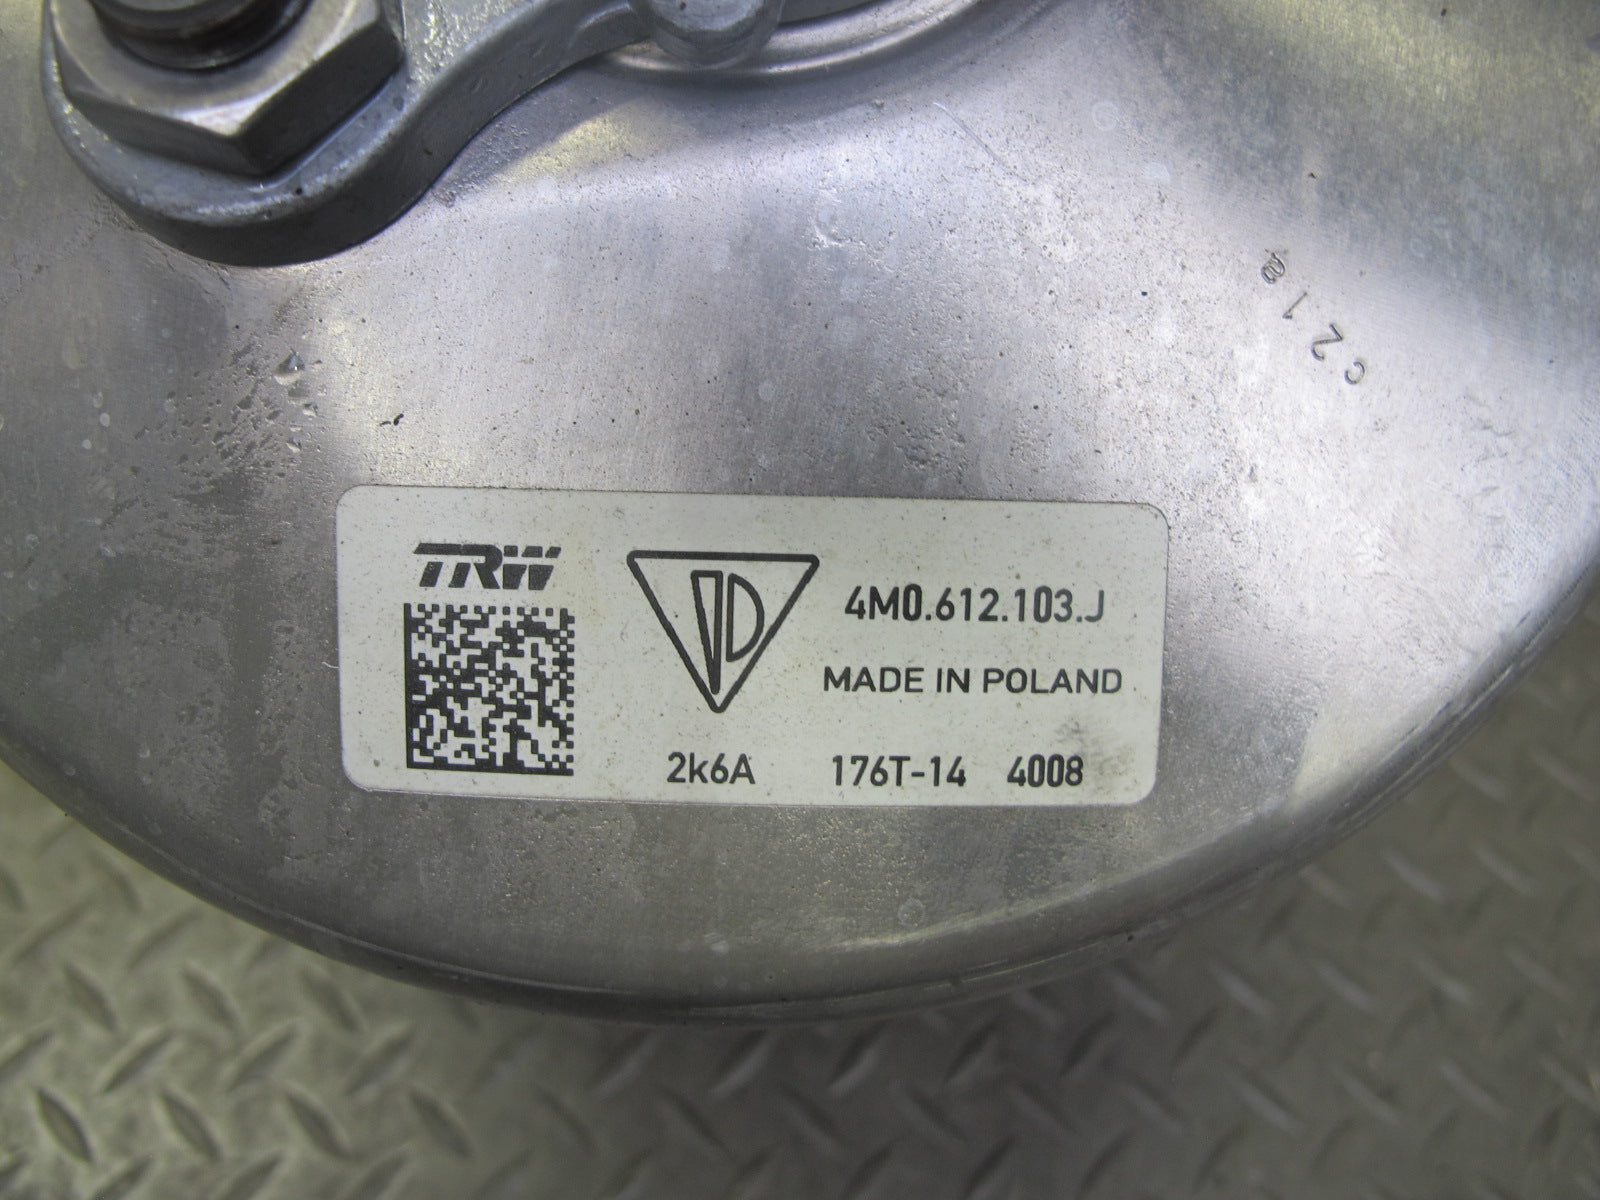 C21@
TRW
4M0.612.103.J
MADE IN POLAND
2k6A 176T-14 4008